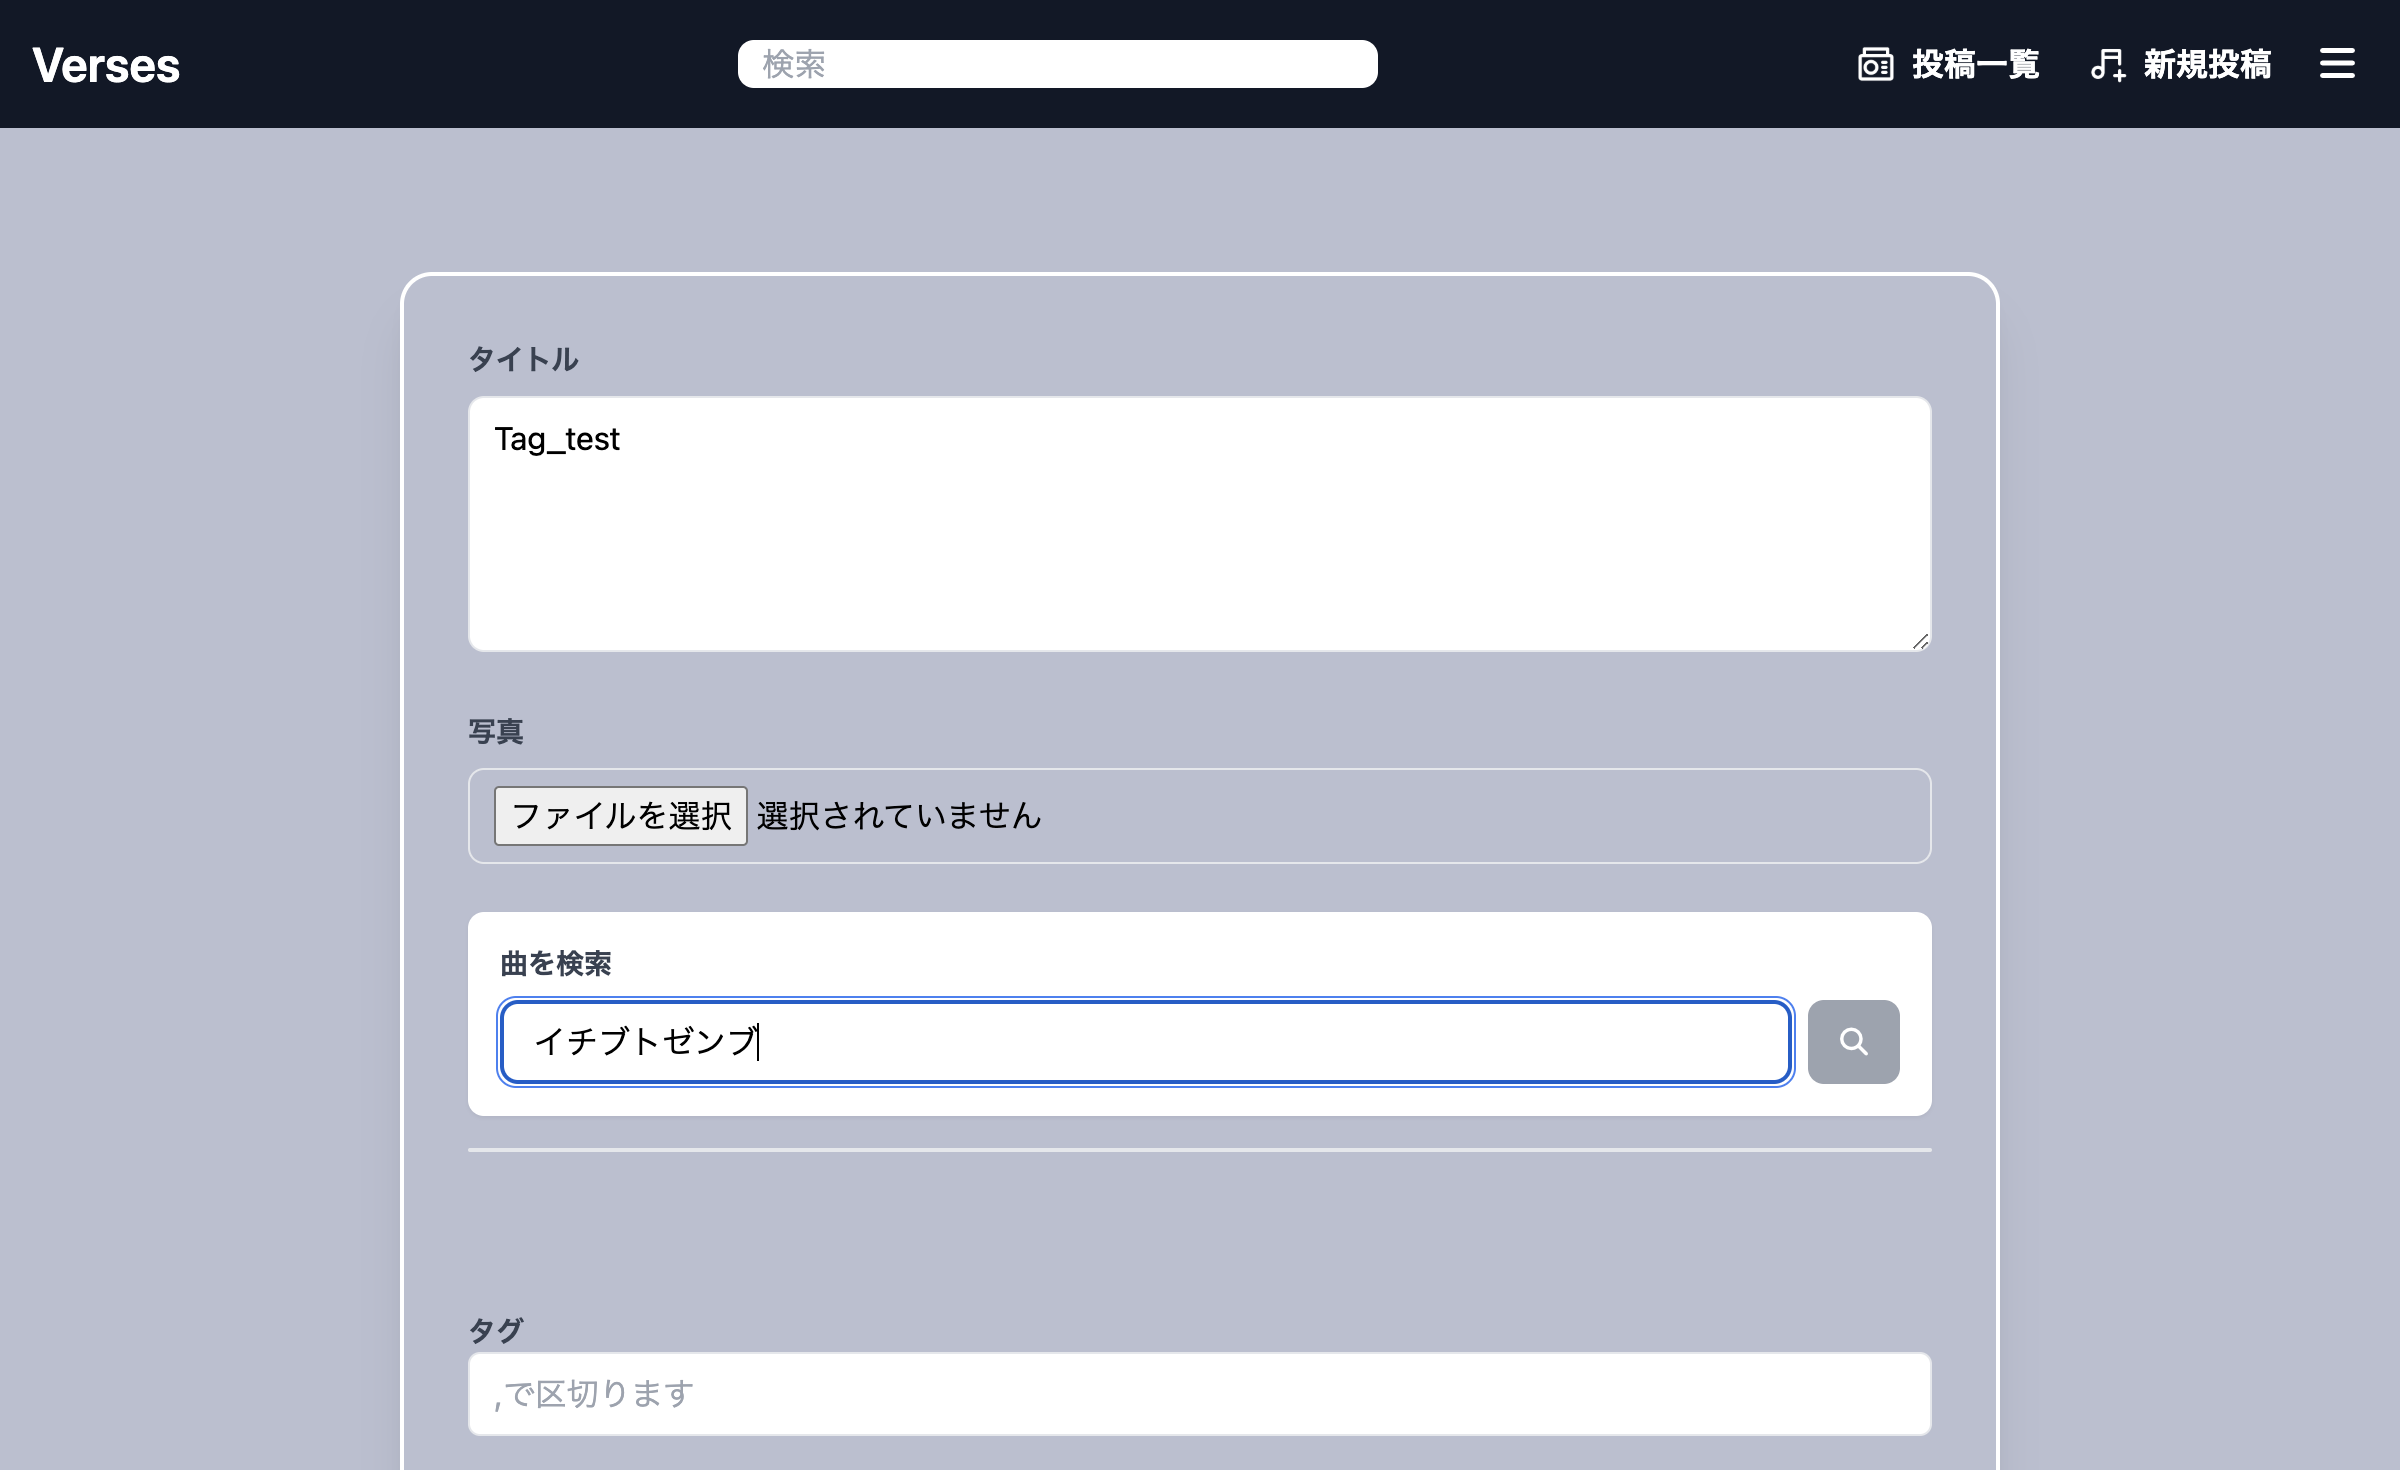 Verses
検索
投稿一覧
新規投稿
タイトル
Tag_test
写真
ファイルを選択 選択されていません
曲を検索
イチブトゼンブ
タグ
,で区切ります